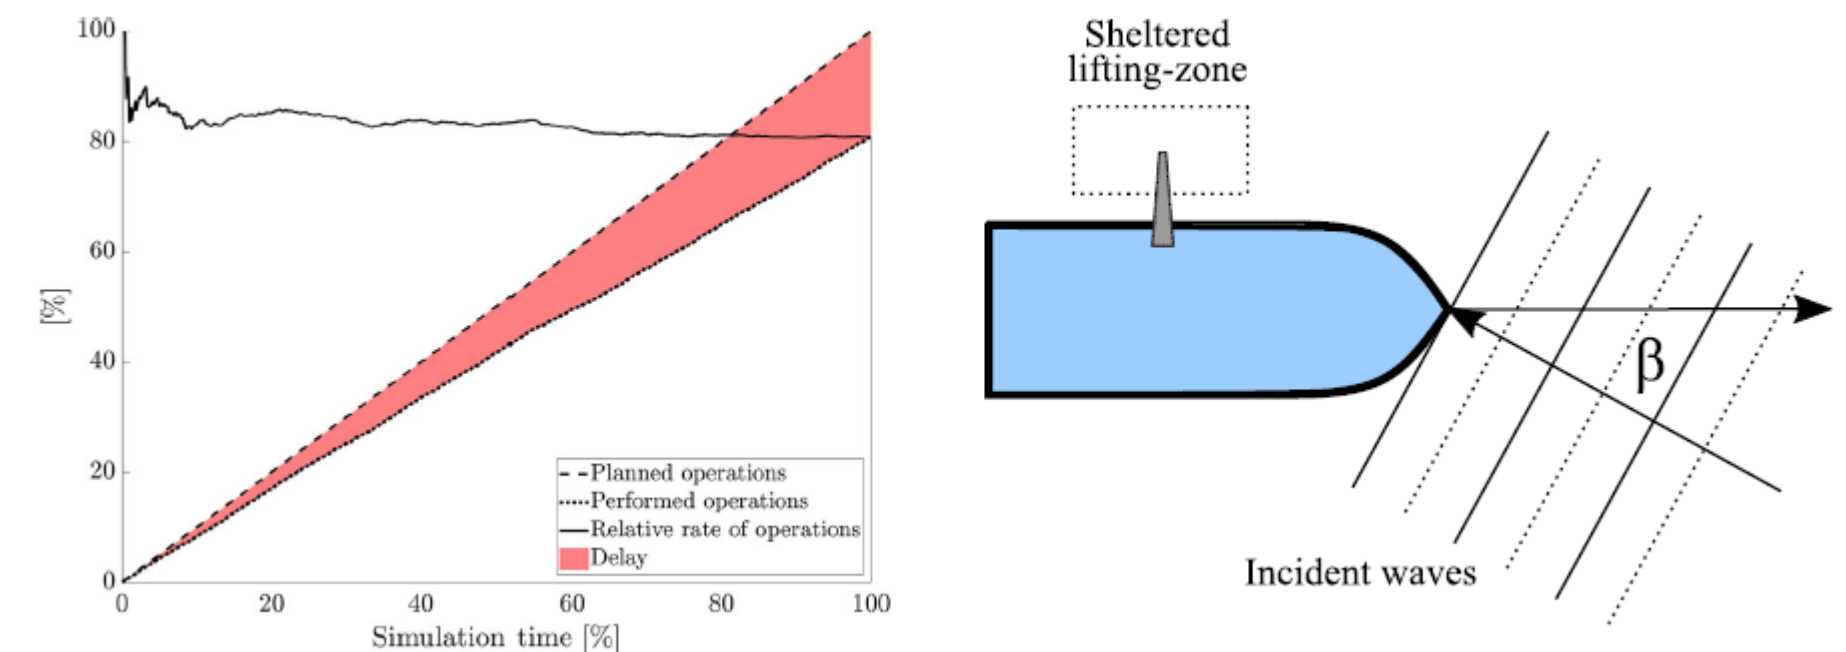 100
80
60
40
20
0
[%]
0 20 40 60 80 100
Simulation time [%]
Planned operations
Performed operations
Relative rate of operations
Delay
Sheltered
lifting-zone
β
Incident waves